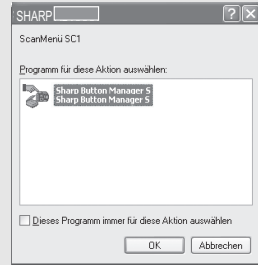 SHARP
ScanMenü SC1
Programm für diese Aktion auswählen:
Sharp Button Manager S
Sharp Button Manager S
Dieses Programm immer für diese Aktion auswählen
OK
Abbrechen